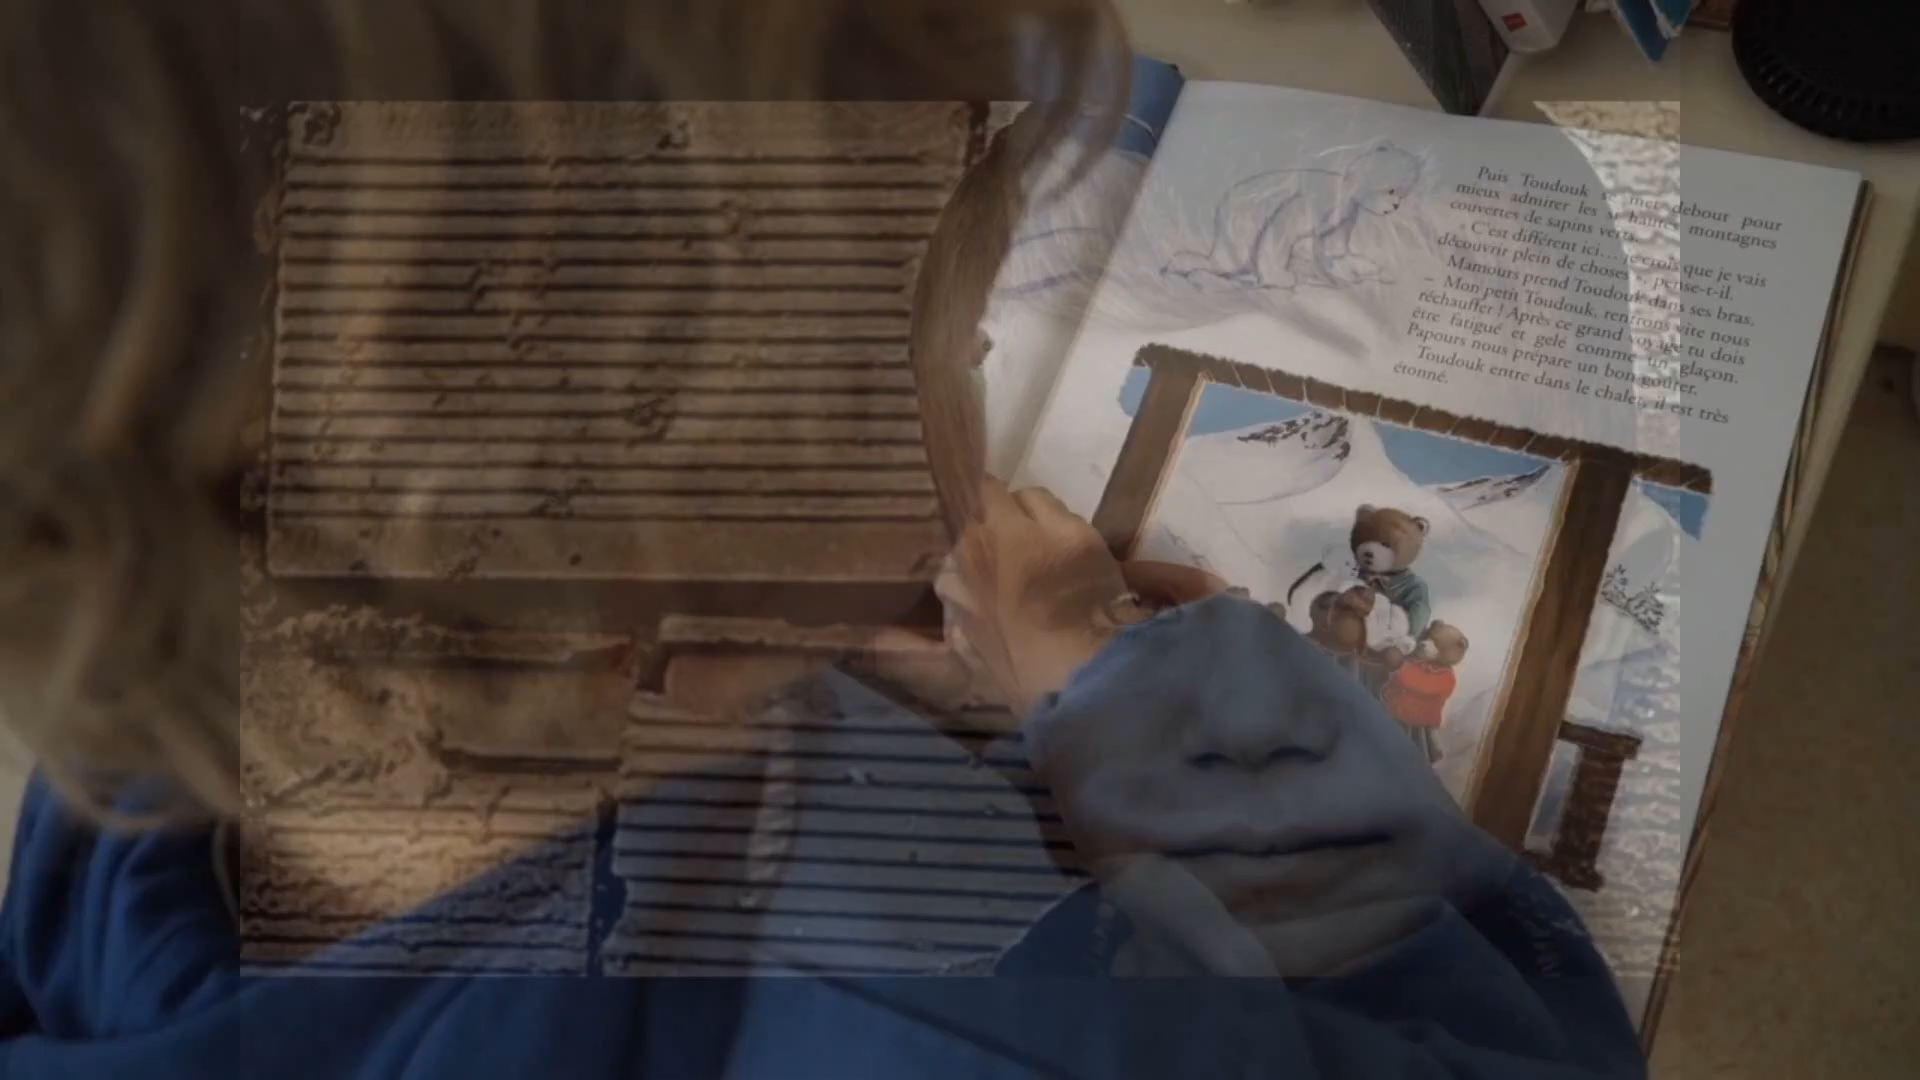 Puis Toudouk se met debout pour
mieux admirer les si hautes montagnes
couvertes de sapins verts.
« C'est différent ici… je crois que je vais
découvrir plein de choses », pense-t-il.
Mamours prend Toudouk dans ses bras.
– Mon petit Toudouk, rentrons vite nous
réchauffer ! Après ce grand voyage tu dois
être fatigué et gelé comme un glaçon.
Papours nous prépare un bon goûter.
Toudouk entre dans le chalet, il est très
étonné.